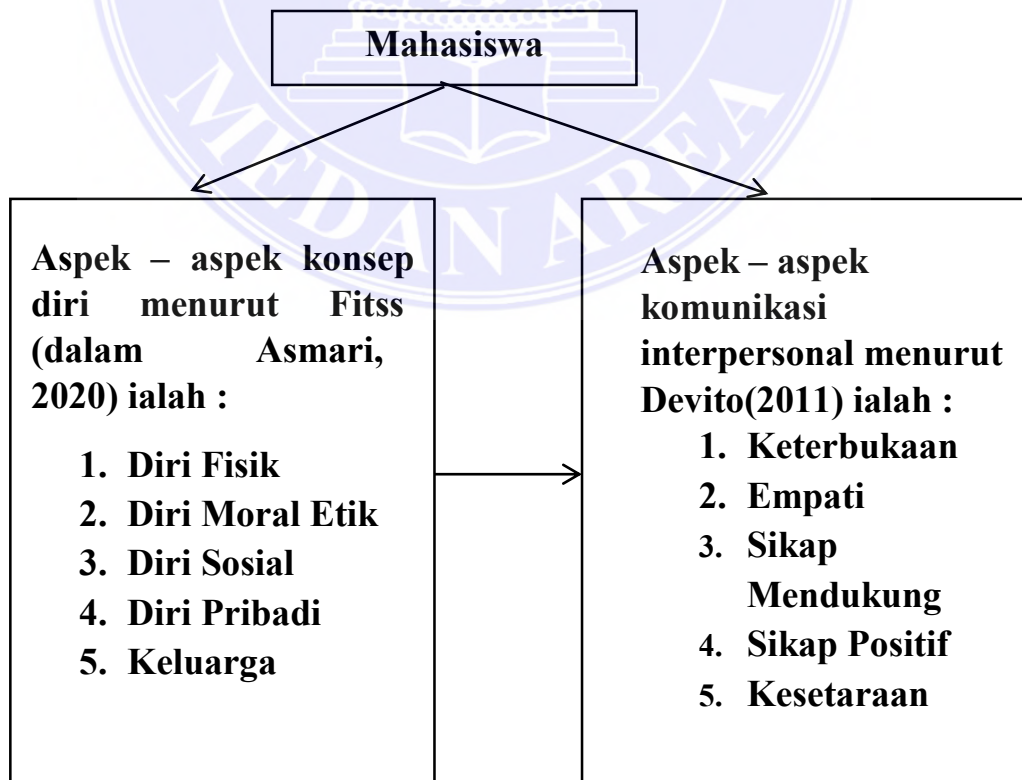 Mahasiswa
MEDAN AREA
Aspek – aspek konsep
diri menurut Fitss
(dalam Asmari,
2020) ialah :
1. Diri Fisik
2. Diri Moral Etik
3. Diri Sosial
4. Diri Pribadi
5. Keluarga
Aspek – aspek
komunikasi
interpersonal menurut
Devito(2011) ialah :
1. Keterbukaan
2. Empati
3. Sikap
Mendukung
4. Sikap Positif
5. Kesetaraan